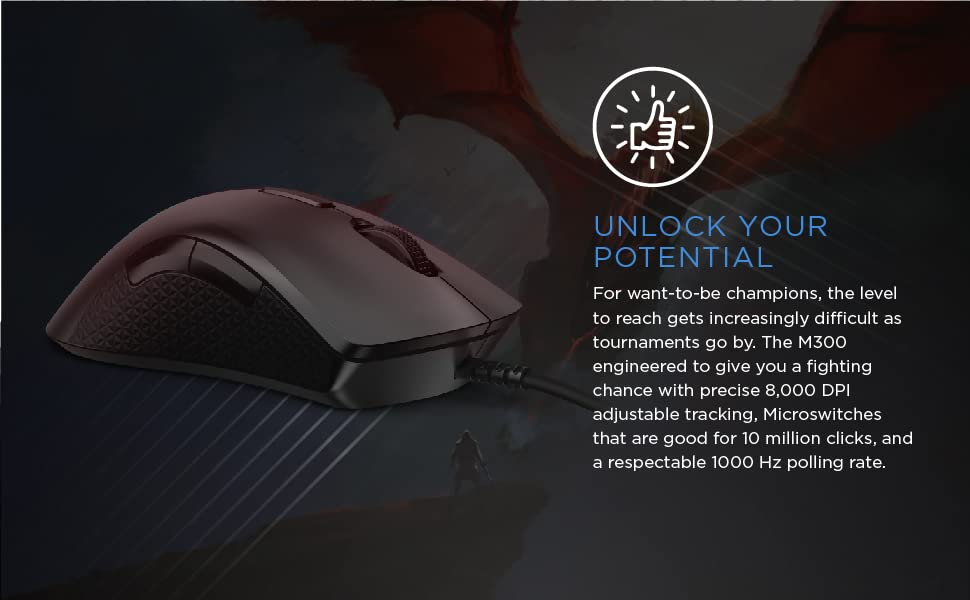 UNLOCK YOUR
POTENTIAL
For want-to-be champions, the level
to reach gets increasingly difficult as
tournaments go by. The M300
engineered to give you a fighting
chance with precise 8,000 DPI
adjustable tracking, Microswitches
that are good for 10 million clicks, and
a respectable 1000 Hz polling rate.